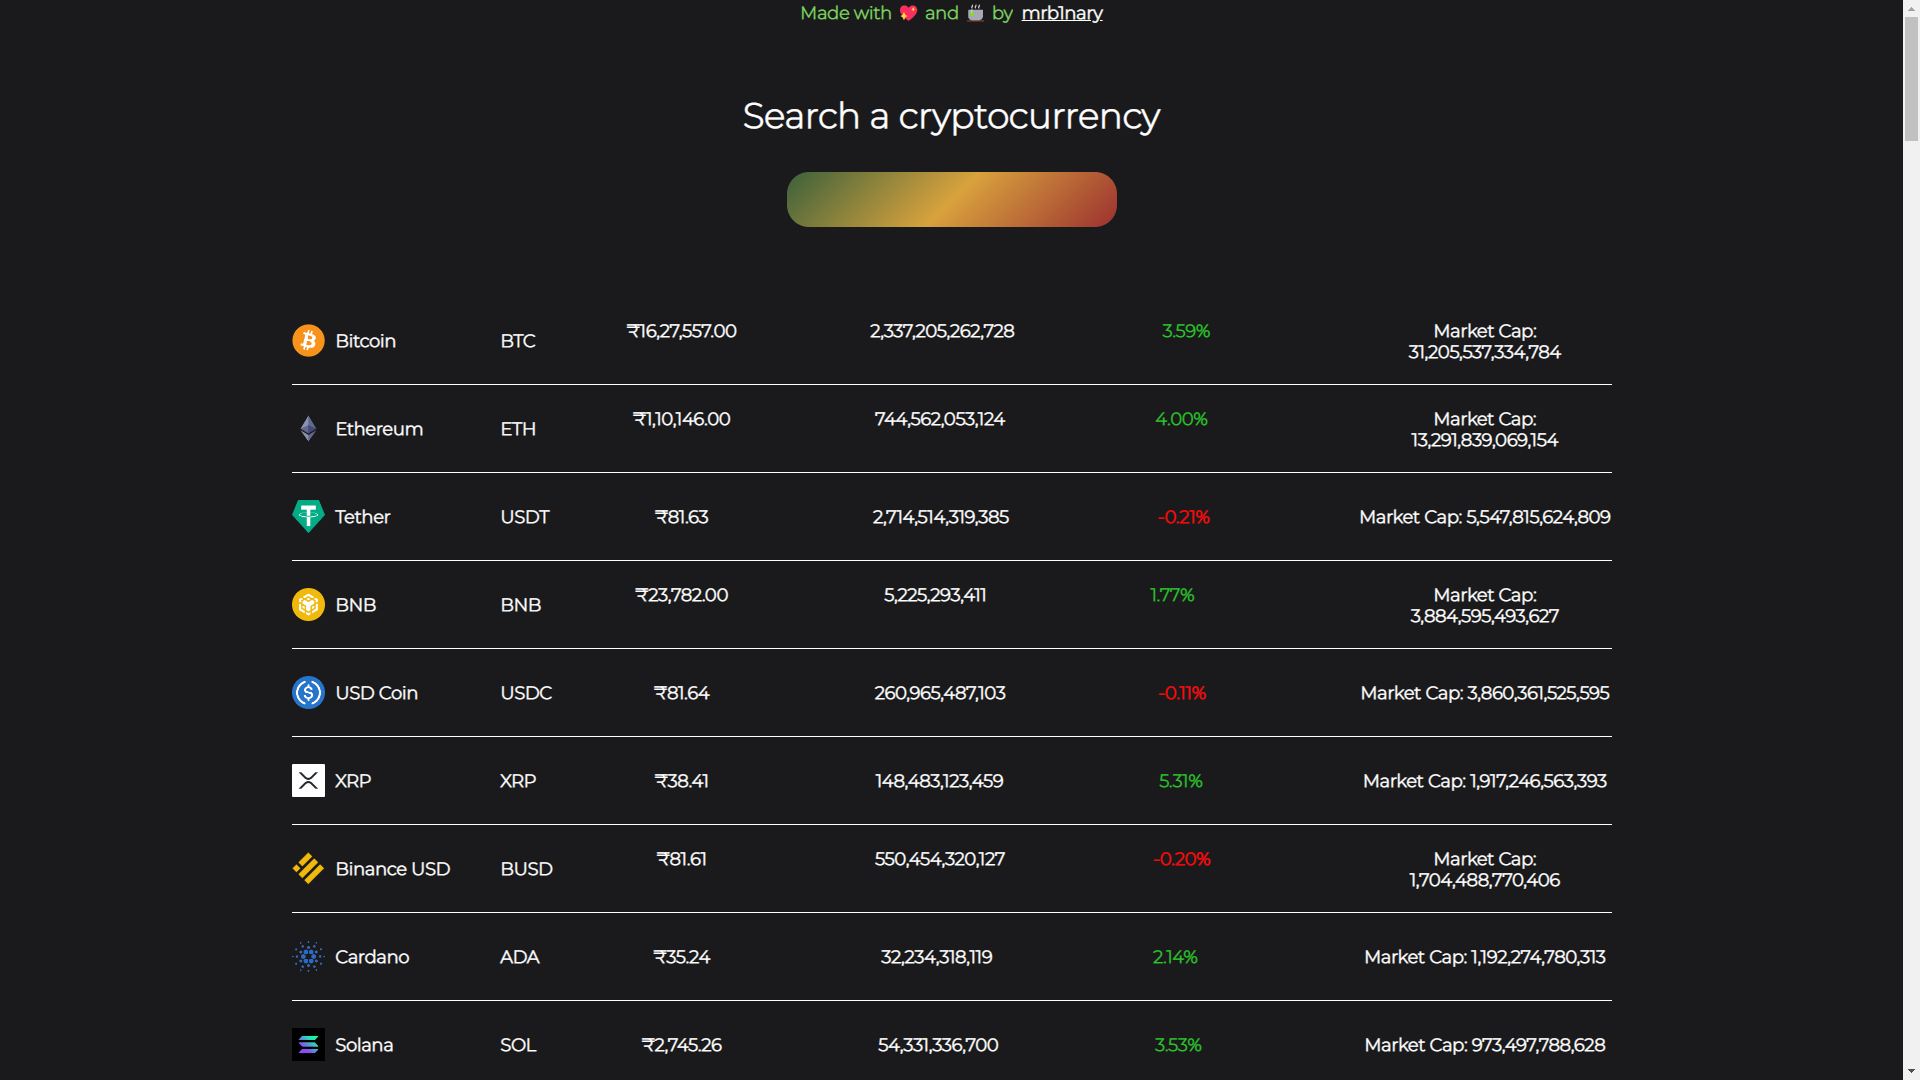 Made with 💖 and ☕ by mrb1nary
Search a cryptocurrency
Bitcoin BTC ₹16,27,557.00 2,337,205,262,728 3.59% Market Cap:
31,205,537,334,784
Ethereum ETH ₹1,10,146.00 744,562,053,124 4.00% Market Cap:
13,291,839,069,154
Tether USDT ₹81.63 2,714,514,319,385 -0.21% Market Cap: 5,547,815,624,809
BNB BNB ₹23,782.00 5,225,293,411 1.77% Market Cap:
3,884,595,493,627
USD Coin USDC ₹81.64 260,965,487,103 -0.11% Market Cap: 3,860,361,525,595
XRP XRP ₹38.41 148,483,123,459 5.31% Market Cap: 1,917,246,563,393
Binance USD BUSD ₹81.61 550,454,320,127 -0.20% Market Cap:
1,704,488,770,406
Cardano ADA ₹35.24 32,234,318,119 2.14% Market Cap: 1,192,274,780,313
Solana SOL ₹2,745.26 54,331,336,700 3.53% Market Cap: 973,497,788,628